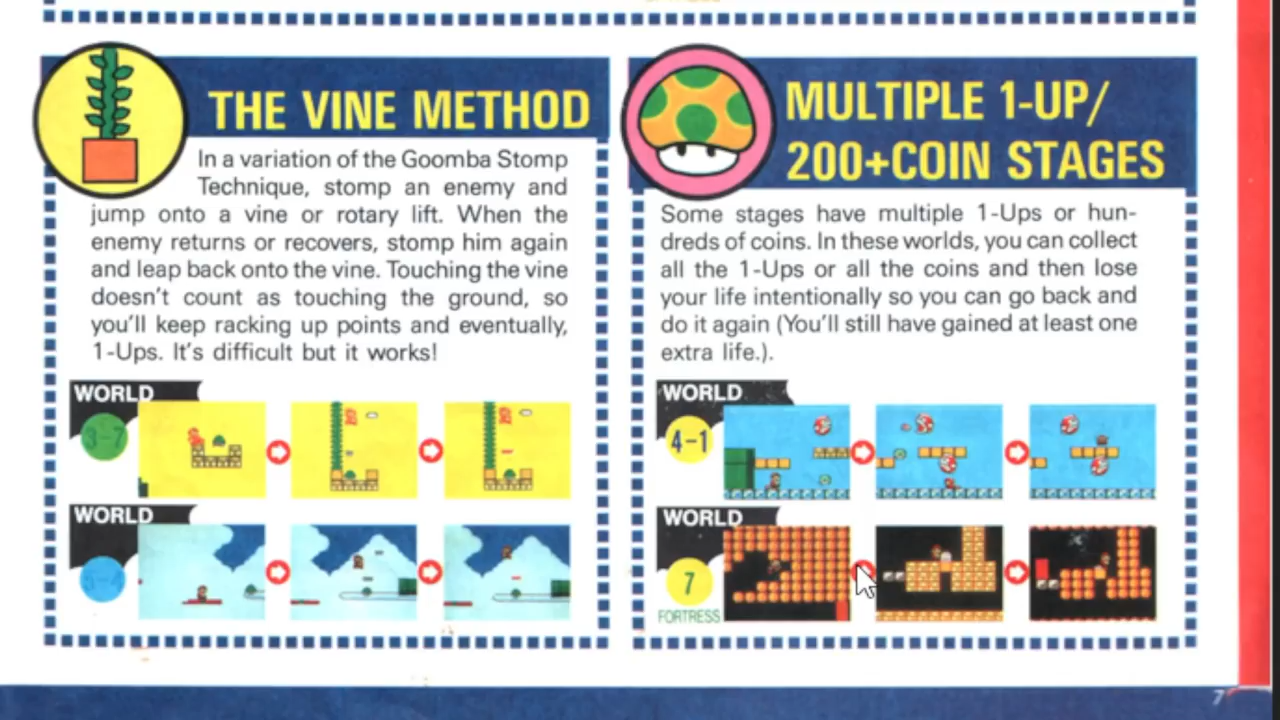 THE VINE METHOD
In a variation of the Goomba Stomp
Technique, stomp an enemy and
jump onto a vine or rotary lift. When the
enemy returns or recovers, stomp him again
and leap back onto the vine. Touching the vine
doesn't count as touching the ground, so
you'll keep racking up points and eventually,
1-Ups. It's difficult but it works!
WORLD
3-7
WORLD
5-4
MULTIPLE 1-UP/
200+COIN STAGES
Some stages have multiple 1-Ups or hun-
dreds of coins. In these worlds, you can collect
all the 1-Ups or all the coins and then lose
your life intentionally so you can go back and
do it again (You'll still have gained at least one
extra life.).
WORLD
4-1
WORLD
7
FORTRESS
7